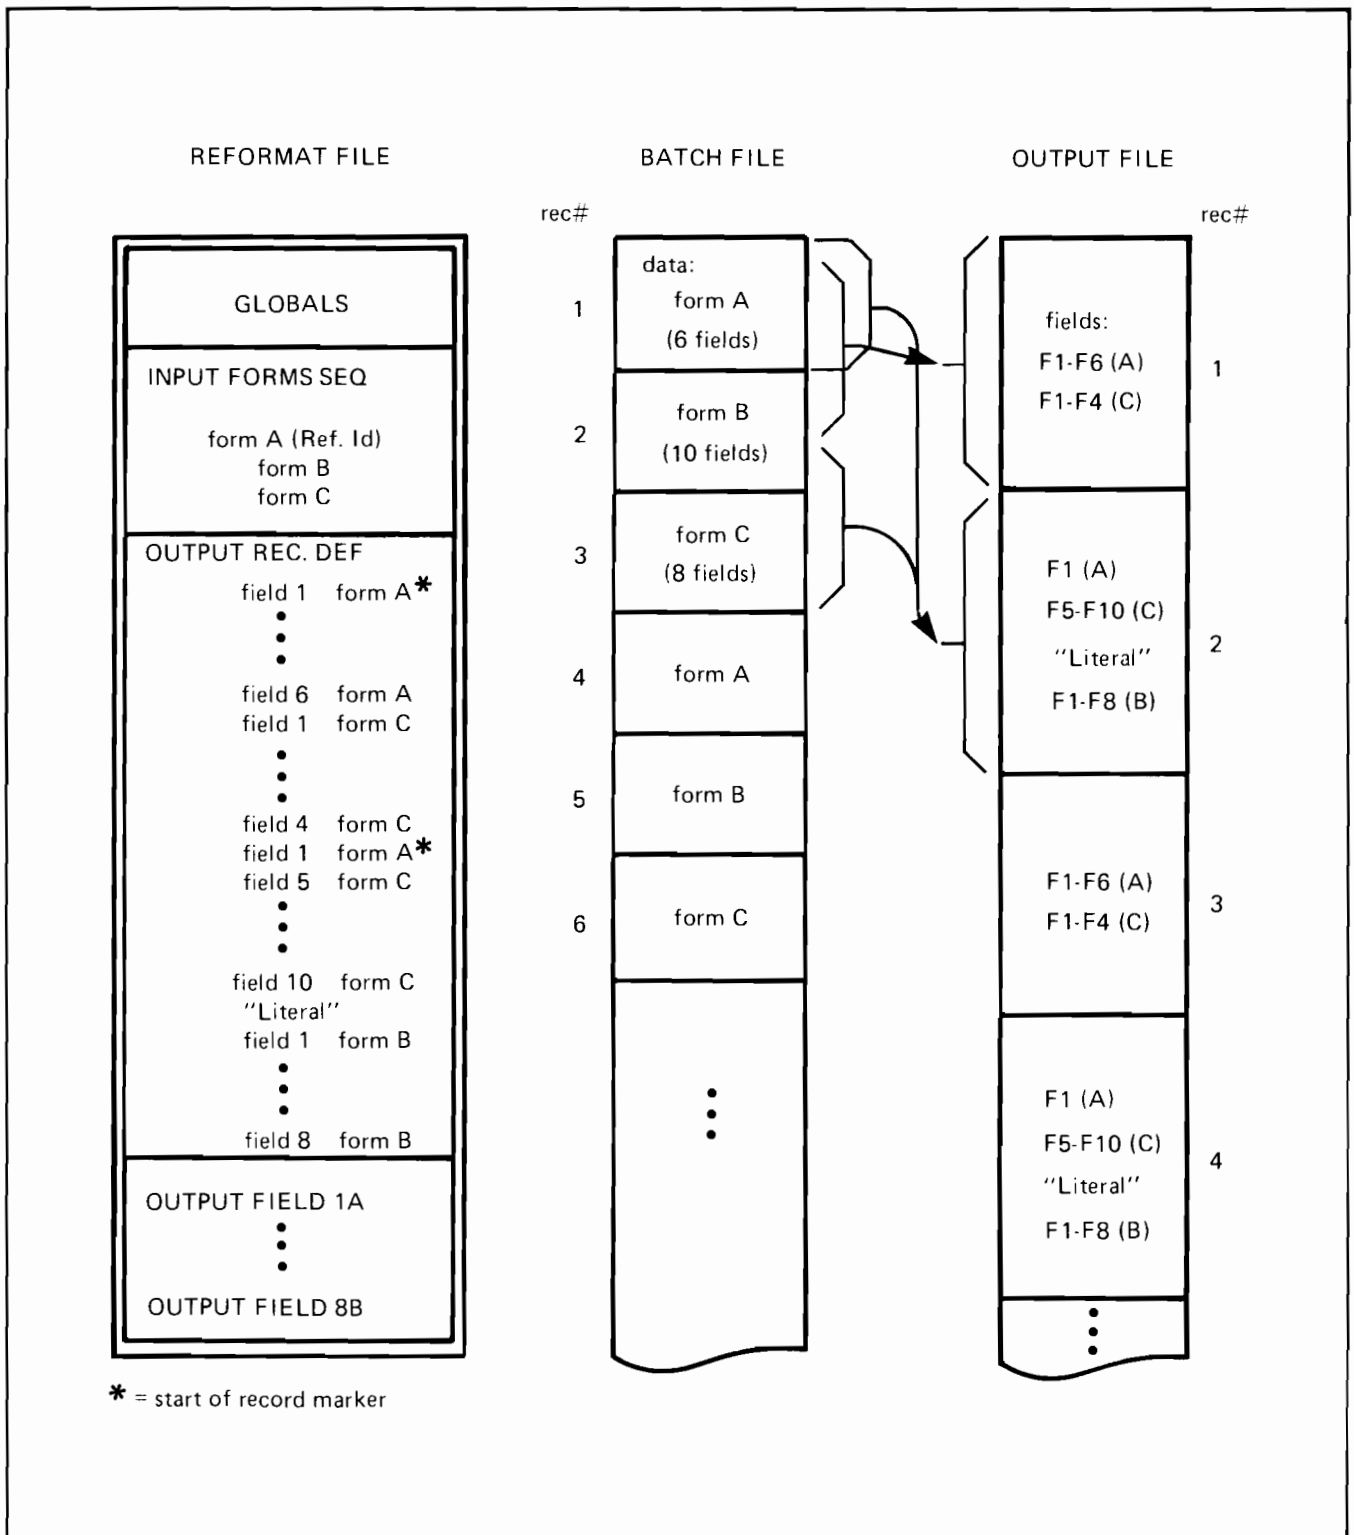 REFORMAT FILE
GLOBALS
INPUT FORMS SEQ
form A (Ref. Id)
form B
form C
OUTPUT REC. DEF
field 1 form A*
field 6 form A
field 1 form C
field 4 form C
field 1 form A*
field 5 form C
field 10 form C
"Literal"
field 1 form B
field 8 form B
OUTPUT FIELD 1A
OUTPUT FIELD 8B
* = start of record marker
BATCH FILE
rec#
1
data:
form A
(6 fields)
2
form B
(10 fields)
3
form C
(8 fields)
4
form A
5
form B
6
form C
OUTPUT FILE
rec#
fields:
F1-F6 (A)
F1-F4 (C)
1
F1 (A)
F5-F10 (C)
"Literal"
F1-F8 (B)
2
F1-F6 (A)
F1-F4 (C)
3
F1 (A)
F5-F10 (C)
"Literal"
F1-F8 (B)
4